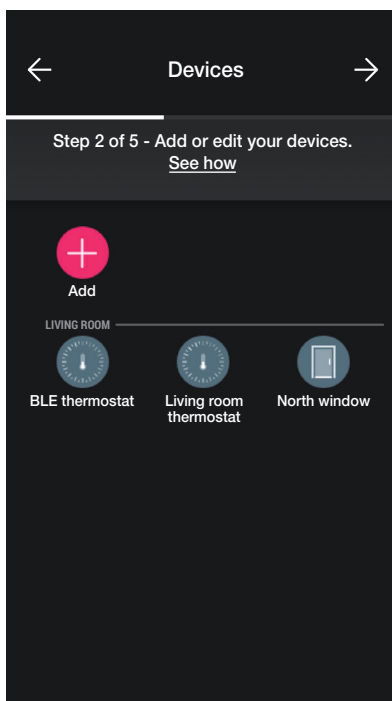 Devices
Step 2 of 5 - Add or edit your devices.
See how
Add
LIVING ROOM
BLE thermostat
Living room
thermostat
North window